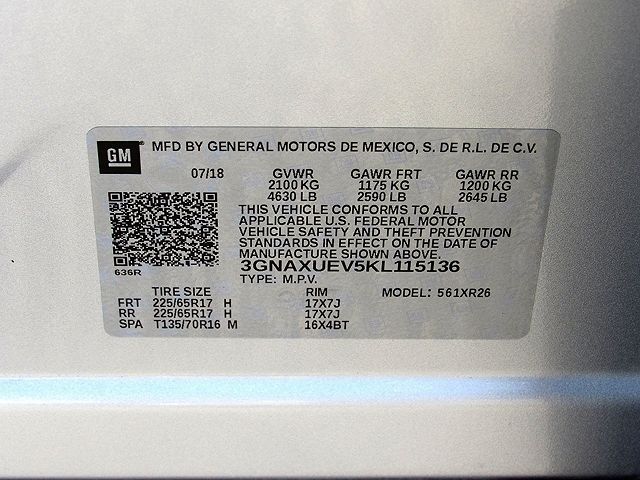 GM MFD BY GENERAL MOTORS DE MEXICO, S. DE R.L. DE C.V.
07/18 GVWR GAWR FRT GAWR RR
2100 KG 1175 KG 1200 KG
4630 LB 2590 LB 2645 LB
THIS VEHICLE CONFORMS TO ALL
APPLICABLE U.S. FEDERAL MOTOR
VEHICLE SAFETY AND THEFT PREVENTION
STANDARDS IN EFFECT ON THE DATE OF
MANUFACTURE SHOWN ABOVE.
636R 3GNAXUEV5KL115136
TYPE: M.P.V.
TIRE SIZE RIM MODEL: 561XR26
FRT 225/65R17 H 17X7J
RR 225/65R17 H 17X7J
SPA T135/70R16 M 16X4BT